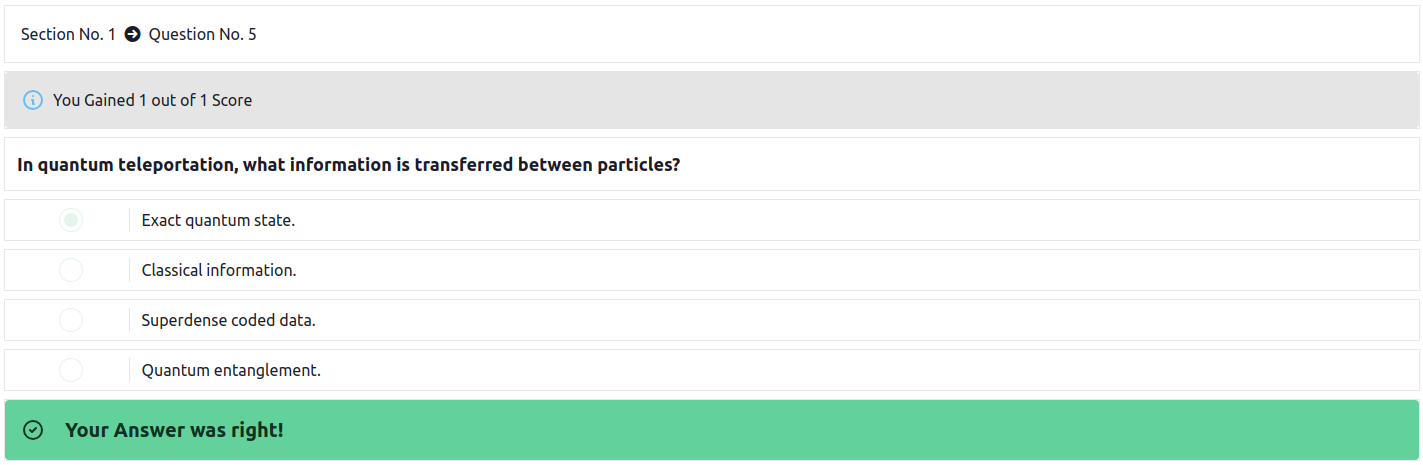 Section No. 1 Question No. 5
You Gained 1 out of 1 Score
In quantum teleportation, what information is transferred between particles?
Exact quantum state.
Classical information.
Superdense coded data.
Quantum entanglement.
Your Answer was right!